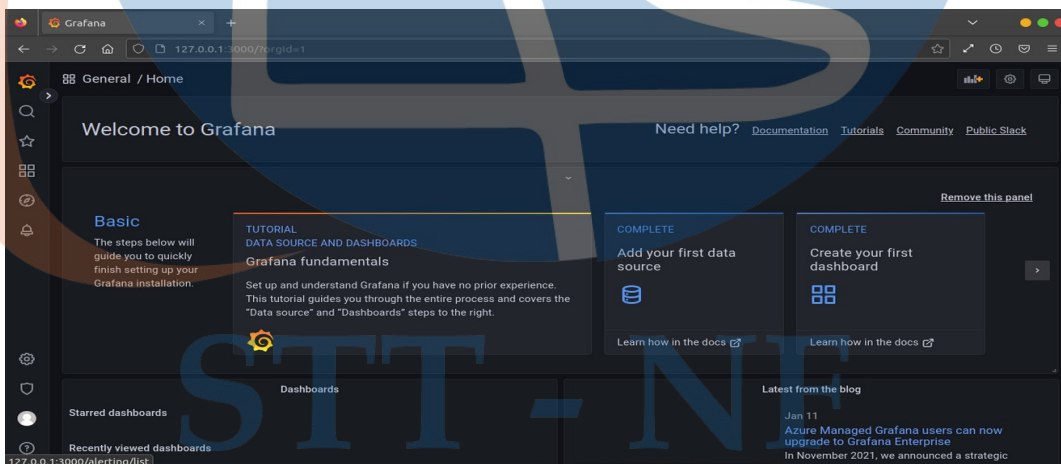 Grafana
127.0.0.1:3000/?orgId=1
General / Home
Welcome to Grafana
Need help? Documentation Tutorials Community Public Slack
Remove this panel
Basic
The steps below will
guide you to quickly
finish setting up your
Grafana installation.
TUTORIAL
DATA SOURCE AND DASHBOARDS
Grafana fundamentals
Set up and understand Grafana if you have no prior experience.
This tutorial guides you through the entire process and covers the
"Data source" and "Dashboards" steps to the right.
COMPLETE
Add your first data
source
Learn how in the docs
COMPLETE
Create your first
dashboard
Learn how in the docs
Dashboards
Starred dashboards
Recently viewed dashboards
Latest from the blog
Jan 11
Azure Managed Grafana users can now
upgrade to Grafana Enterprise
In November 2021, we announced a strategic
127.0.0.1:3000/alerting/list
STT - NF